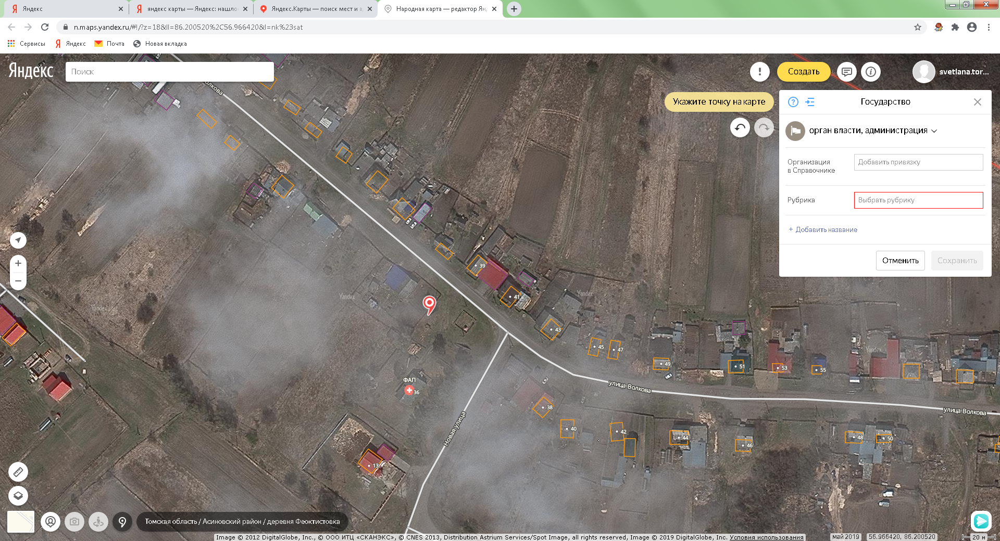 Яндекс
яндекс карты — Яндекс: нашло
Яндекс.Карты — поиск мест и а
Народная карта — редактор Ян
n.maps.yandex.ru/#!/?z=18&ll=86.200520%2C56.966420&l=nk%23sat
Сервисы
Яндекс
Почта
Новая вкладка
Яндекс
Поиск
Создать
svetlana.tor...
Укажите точку на карте
Государство
орган власти, администрация
Организация
в Справочнике
Добавить привязку
Рубрика
Выбрать рубрику
+ Добавить название
Отменить
Сохранить
Yandex
Yandex
Yandex
Yandex
Yandex
39
41
43
45
47
49
51
53
55
ФАП
36
38
40
42
44
46
48
50
13
улица Волкова
улица Волкова
Новая улица
Томская область / Асиновский район / деревня Феоктистовка
Image © 2012 DigitalGlobe, Inc., © ООО ИТЦ «СКАНЭКС», © CNES 2013, Distribution Astrium Services/Spot Image, all rights reserved, Image © 2019 DigitalGlobe, Inc. Условия использования
май 2019
56.966420, 86.200520
20 м